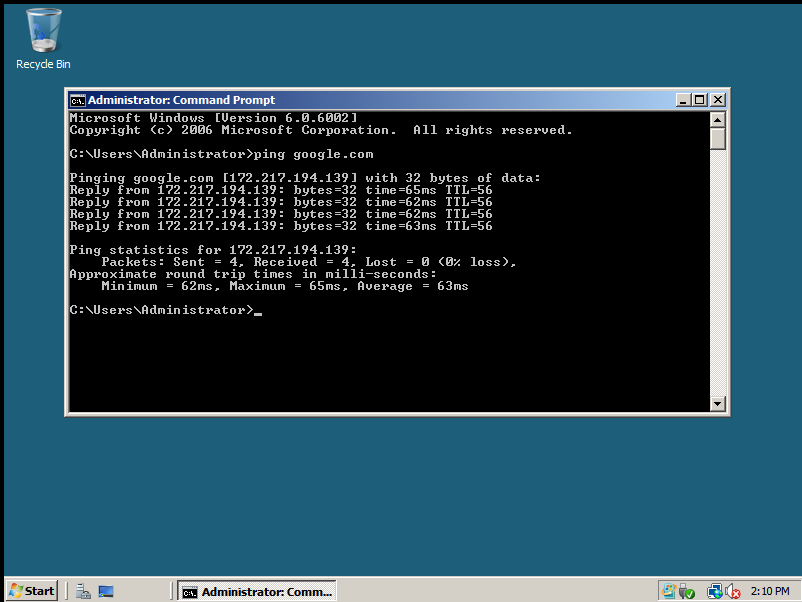 Recycle Bin
Administrator: Command Prompt
Microsoft Windows [Version 6.0.6002]
Copyright (c) 2006 Microsoft Corporation.  All rights reserved.
C:\Users\Administrator>ping google.com
Pinging google.com [172.217.194.139] with 32 bytes of data:
Reply from 172.217.194.139: bytes=32 time=65ms TTL=56
Reply from 172.217.194.139: bytes=32 time=62ms TTL=56
Reply from 172.217.194.139: bytes=32 time=62ms TTL=56
Reply from 172.217.194.139: bytes=32 time=63ms TTL=56
Ping statistics for 172.217.194.139:
    Packets: Sent = 4, Received = 4, Lost = 0 (0% loss),
Approximate round trip times in milli-seconds:
    Minimum = 62ms, Maximum = 65ms, Average = 63ms
C:\Users\Administrator>_
Start
Administrator: Comm...
2:10 PM